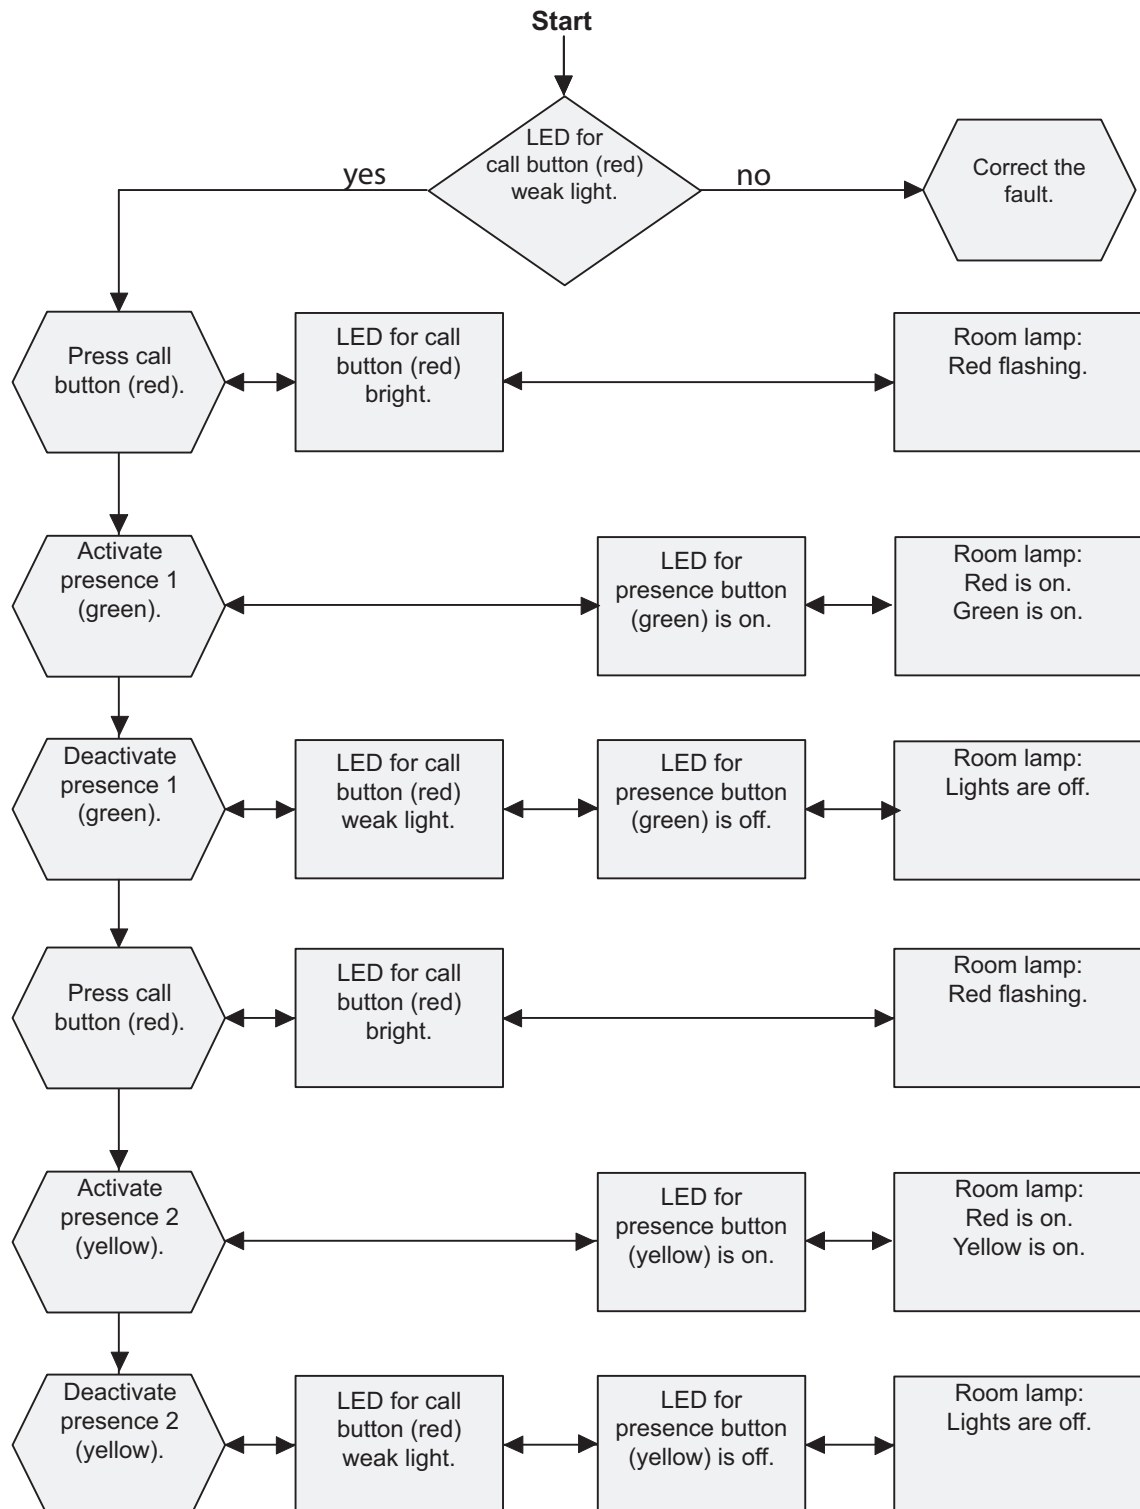 Start
LED for
call button (red)
weak light.
yes
no
Correct the
fault.
Press call
button (red).
LED for call
button (red)
bright.
Room lamp:
Red flashing.
Activate
presence 1
(green).
LED for
presence button
(green) is on.
Room lamp:
Red is on.
Green is on.
Deactivate
presence 1
(green).
LED for call
button (red)
weak light.
LED for
presence button
(green) is off.
Room lamp:
Lights are off.
Press call
button (red).
LED for call
button (red)
bright.
Room lamp:
Red flashing.
Activate
presence 2
(yellow).
LED for
presence button
(yellow) is on.
Room lamp:
Red is on.
Yellow is on.
Deactivate
presence 2
(yellow).
LED for call
button (red)
weak light.
LED for
presence button
(yellow) is off.
Room lamp:
Lights are off.